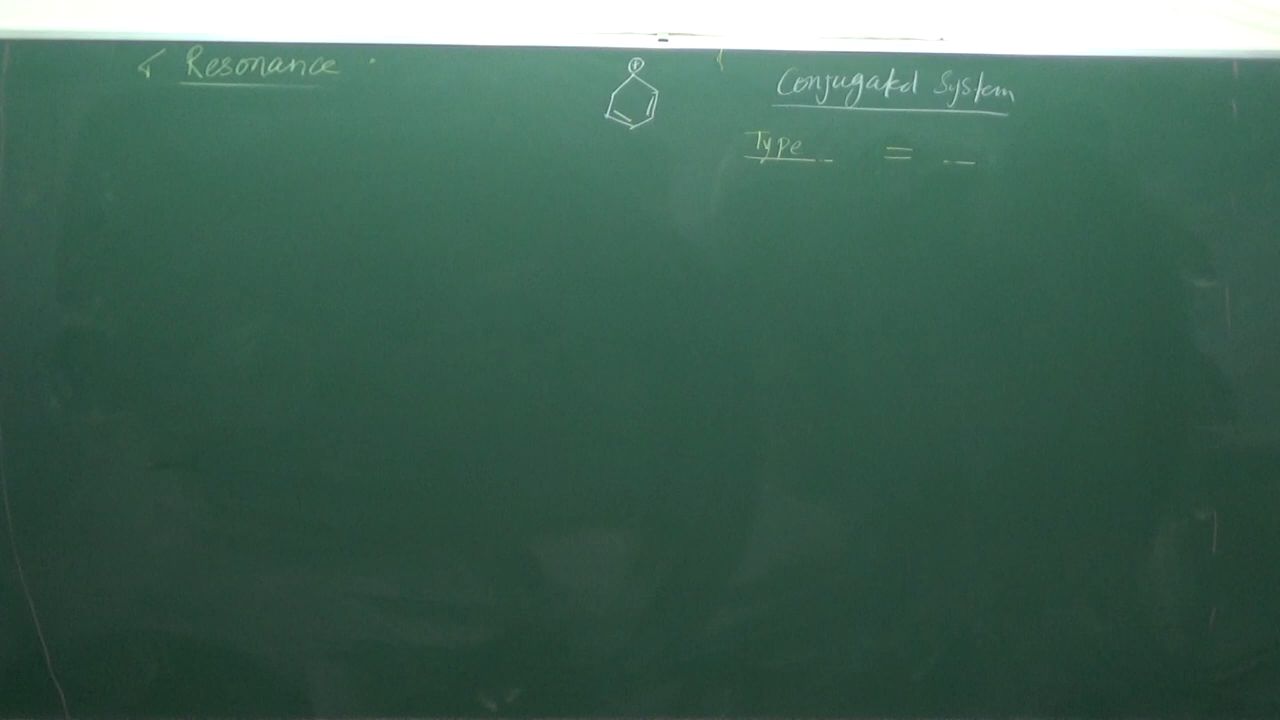 Resonance
⊕
Conjugated System
Type = _